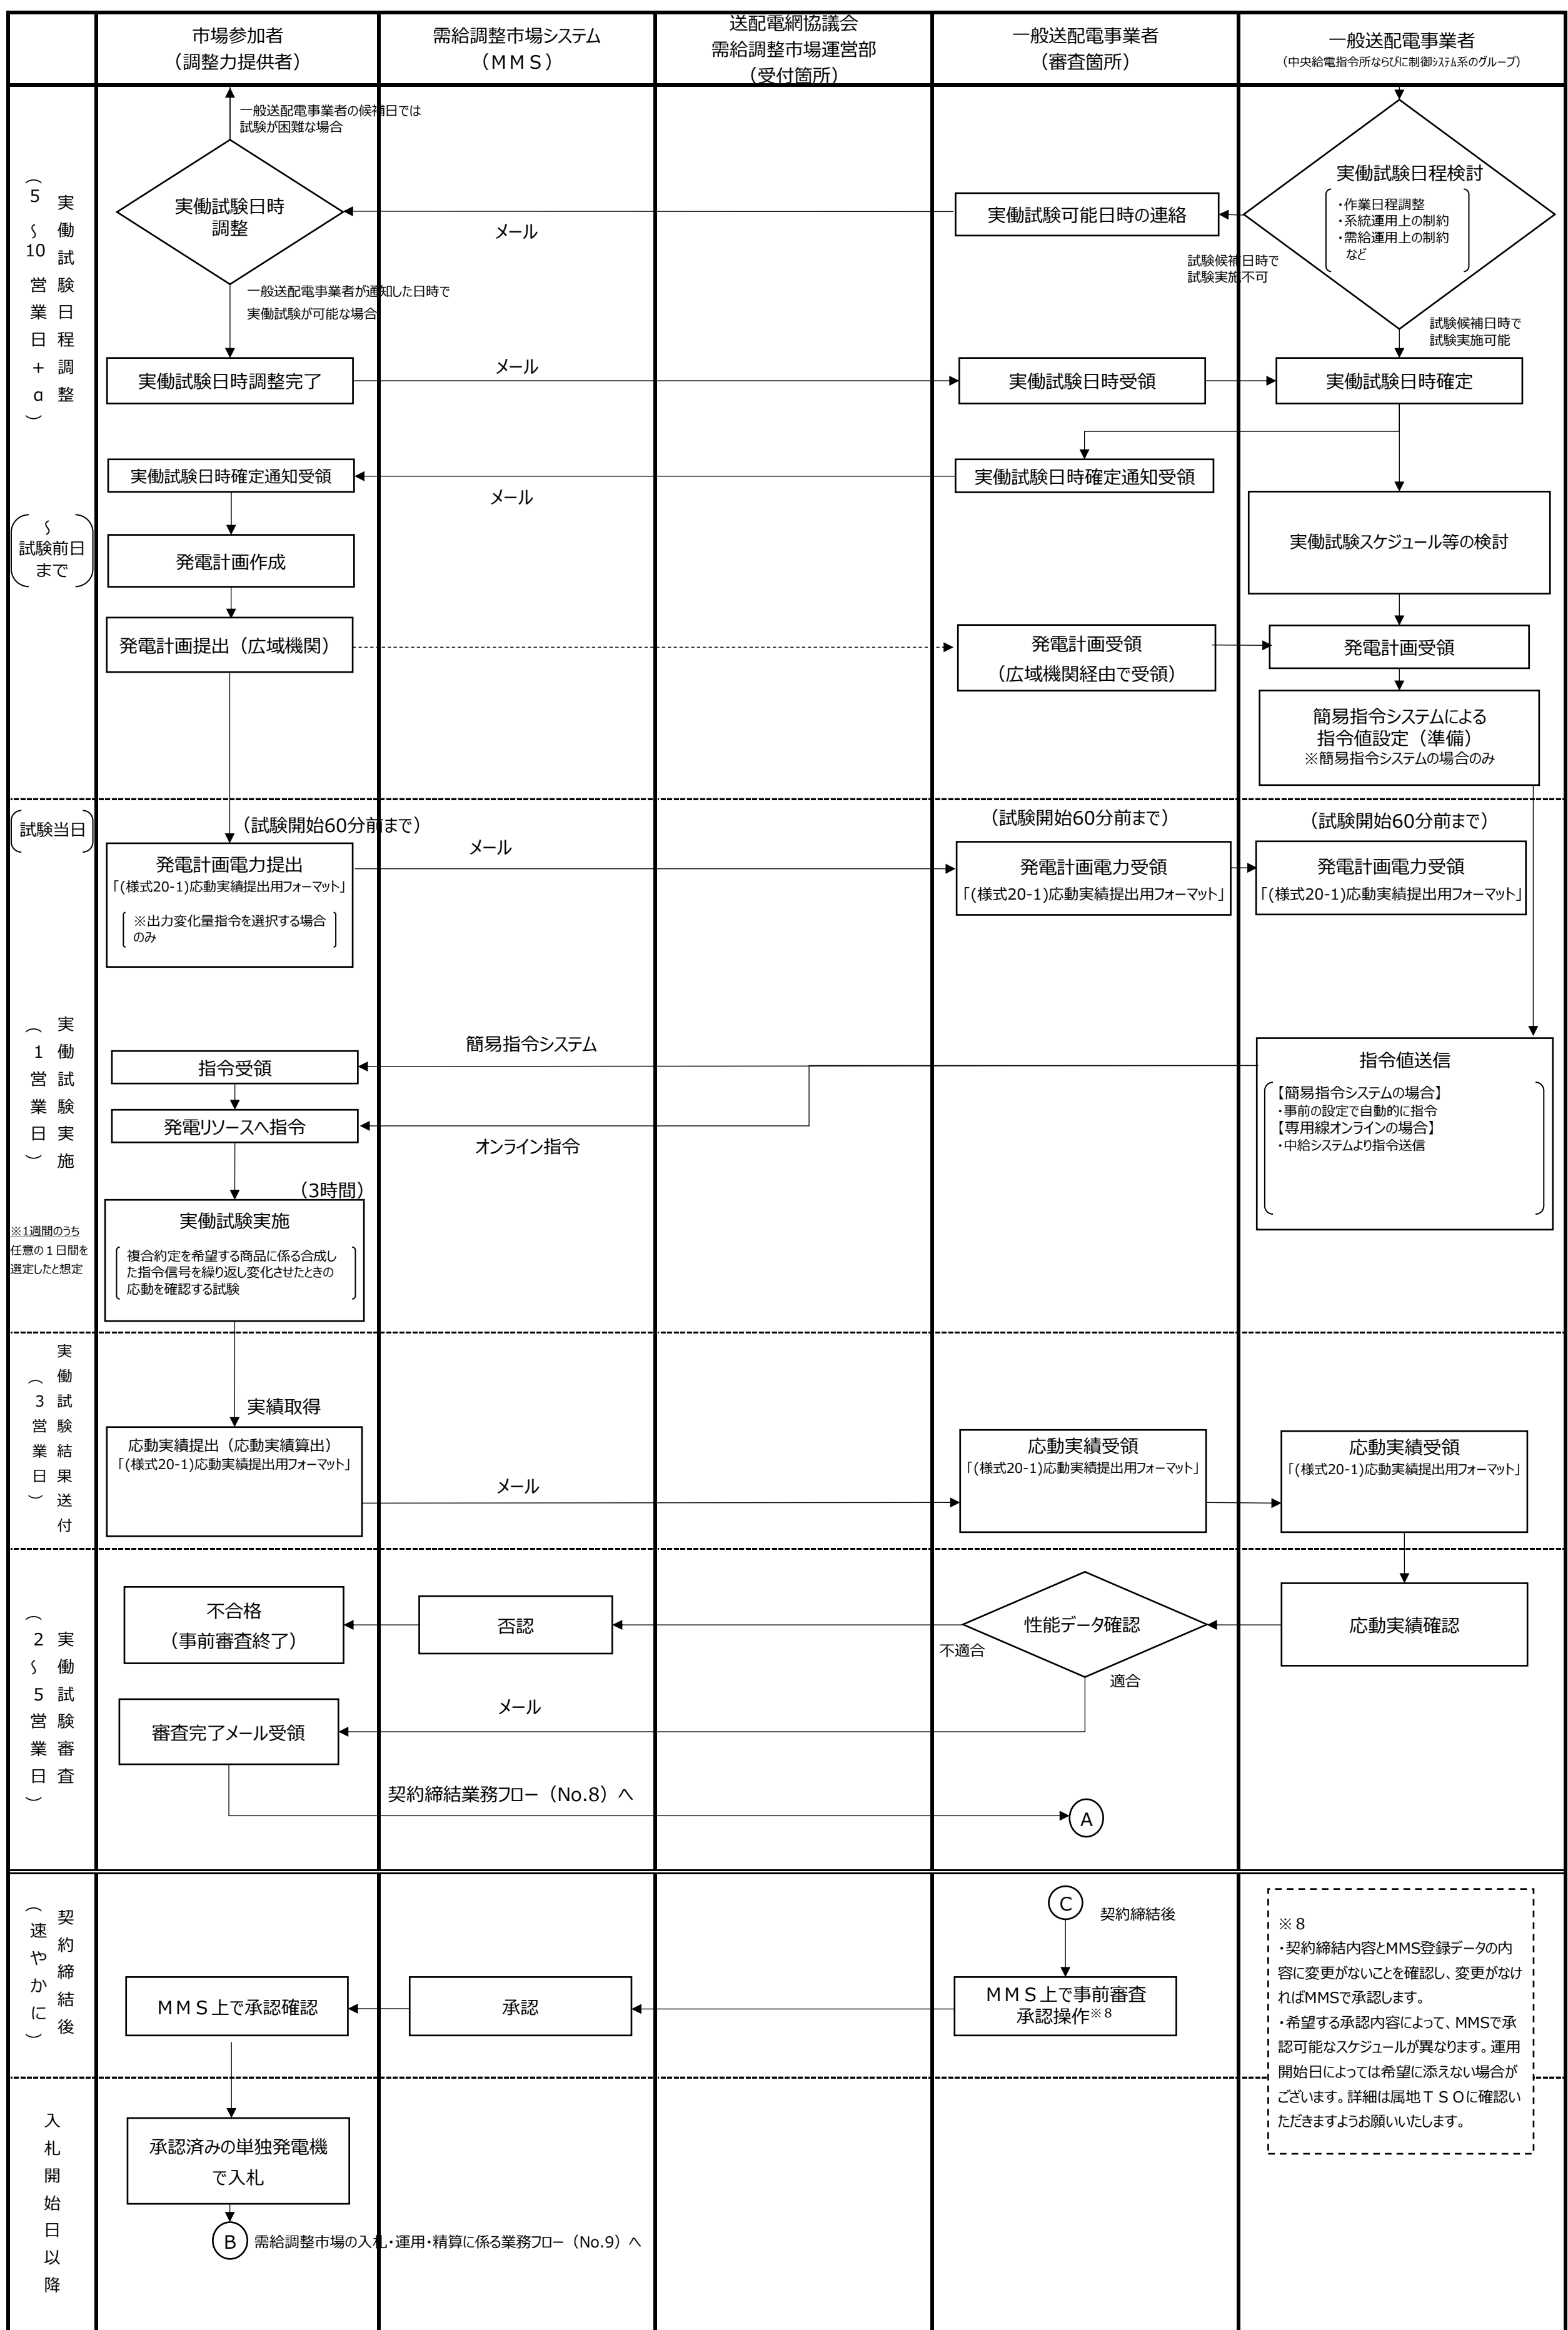 市場参加者
（調整力提供者）
需給調整市場システム
（ＭＭＳ）
送配電網協議会
需給調整市場運営部
（受付箇所）
一般送配電事業者
（審査箇所）
一般送配電事業者
（中央給電指令所ならびに制御システム系のグループ）
実働試験日程調整
（5～10営業日＋α）
一般送配電事業者の候補日では
試験が困難な場合
実働試験日時
調整
メール
実働試験可能日時の連絡
実働試験日程検討
・作業日程調整
・系統運用上の制約
・需給運用上の制約
など
試験候補日時で
試験実施不可
一般送配電事業者が通知した日時で
実働試験が可能な場合
試験候補日時で
試験実施可能
実働試験日時調整完了
メール
実働試験日時受領
実働試験日時確定
実働試験日時確定通知受領
メール
実働試験日時確定通知受領
～
試験前日
まで
発電計画作成
実働試験スケジュール等の検討
発電計画提出（広域機関）
発電計画受領
（広域機関経由で受領）
発電計画受領
簡易指令システムによる
指令値設定（準備）
※簡易指令システムの場合のみ
試験当日
（試験開始60分前まで）
（試験開始60分前まで）
（試験開始60分前まで）
発電計画電力提出
「(様式20-1)応動実績提出用フォーマット」
※出力変化量指令を選択する場合
のみ
メール
発電計画電力受領
「(様式20-1)応動実績提出用フォーマット」
発電計画電力受領
「(様式20-1)応動実績提出用フォーマット」
実働試験実施
（1営業日）
※1週間のうち
任意の１日間を
選定したと想定
簡易指令システム
指令受領
発電リソースへ指令
オンライン指令
指令値送信
【簡易指令システムの場合】
・事前の設定で自動的に指令
【専用線オンラインの場合】
・中給システムより指令送信
（3時間）
実働試験実施
複合約定を希望する商品に係る合成し
た指令信号を繰り返し変化させたときの
応動を確認する試験
実働試験結果送付
（3営業日）
実績取得
応動実績提出（応動実績算出）
「(様式20-1)応動実績提出用フォーマット」
メール
応動実績受領
「(様式20-1)応動実績提出用フォーマット」
応動実績受領
「(様式20-1)応動実績提出用フォーマット」
実働試験審査
（2～5営業日）
不合格
（事前審査終了）
否認
不適合
性能データ確認
適合
応動実績確認
メール
審査完了メール受領
契約締結業務フロー（No.8）へ
A
契約締結後
（速やかに）
C
契約締結後
ＭＭＳ上で承認確認
承認
ＭＭＳ上で事前審査
承認操作※８
※８
・契約締結内容とMMS登録データの内
容に変更がないことを確認し、変更がなけ
ればMMSで承認します。
・希望する承認内容によって、MMSで承
認可能なスケジュールが異なります。運用
開始日によっては希望に添えない場合が
ございます。詳細は属地ＴＳＯに確認い
ただきますようお願いいたします。
入札開始日以降
承認済みの単独発電機
で入札
B
需給調整市場の入札・運用・精算に係る業務フロー（No.9）へ